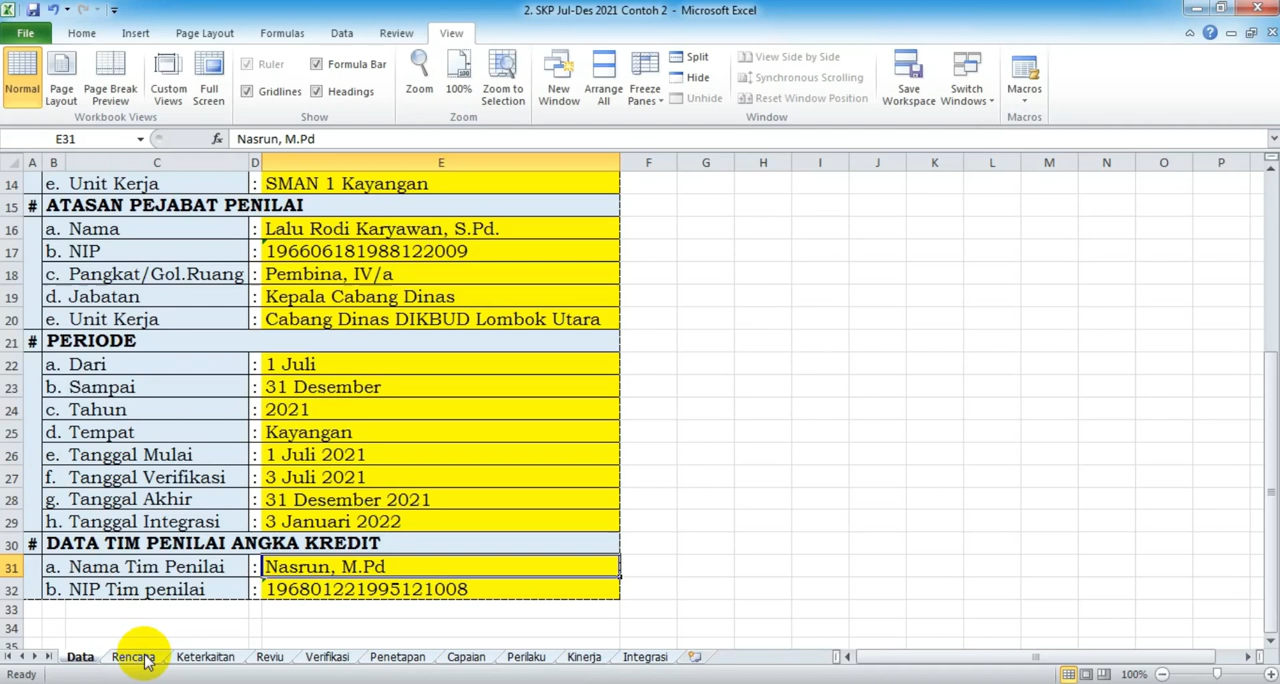 2. SKP Jul-Des 2021 Contoh 2 - Microsoft Excel
File Home Insert Page Layout Formulas Data Review View
Normal Page Layout Page Break Preview Custom Views Full Screen
Ruler Formula Bar
Gridlines Headings
Zoom 100% Zoom to Selection
New Window Arrange All Freeze Panes
Split
Hide
Unhide
View Side by Side
Synchronous Scrolling
Reset Window Position
Save Workspace Switch Windows Macros
Workbook Views Show Zoom Window Macros
E31 fx Nasrun, M.Pd
A B C D E F G H I J K L M N O P
14 e. Unit Kerja : SMAN 1 Kayangan
15 # ATASAN PEJABAT PENILAI
16 a. Nama : Lalu Rodi Karyawan, S.Pd.
17 b. NIP : 196606181988122009
18 c. Pangkat/Gol.Ruang : Pembina, IV/a
19 d. Jabatan : Kepala Cabang Dinas
20 e. Unit Kerja : Cabang Dinas DIKBUD Lombok Utara
21 # PERIODE
22 a. Dari : 1 Juli
23 b. Sampai : 31 Desember
24 c. Tahun : 2021
25 d. Tempat : Kayangan
26 e. Tanggal Mulai : 1 Juli 2021
27 f. Tanggal Verifikasi : 3 Juli 2021
28 g. Tanggal Akhir : 31 Desember 2021
29 h. Tanggal Integrasi : 3 Januari 2022
30 # DATA TIM PENILAI ANGKA KREDIT
31 a. Nama Tim Penilai : Nasrun, M.Pd
32 b. NIP Tim penilai : 196801221995121008
33
34
35
Data Rencana Keterkaitan Reviu Verifikasi Penetapan Capaian Perilaku Kinerja Integrasi
Ready 100%